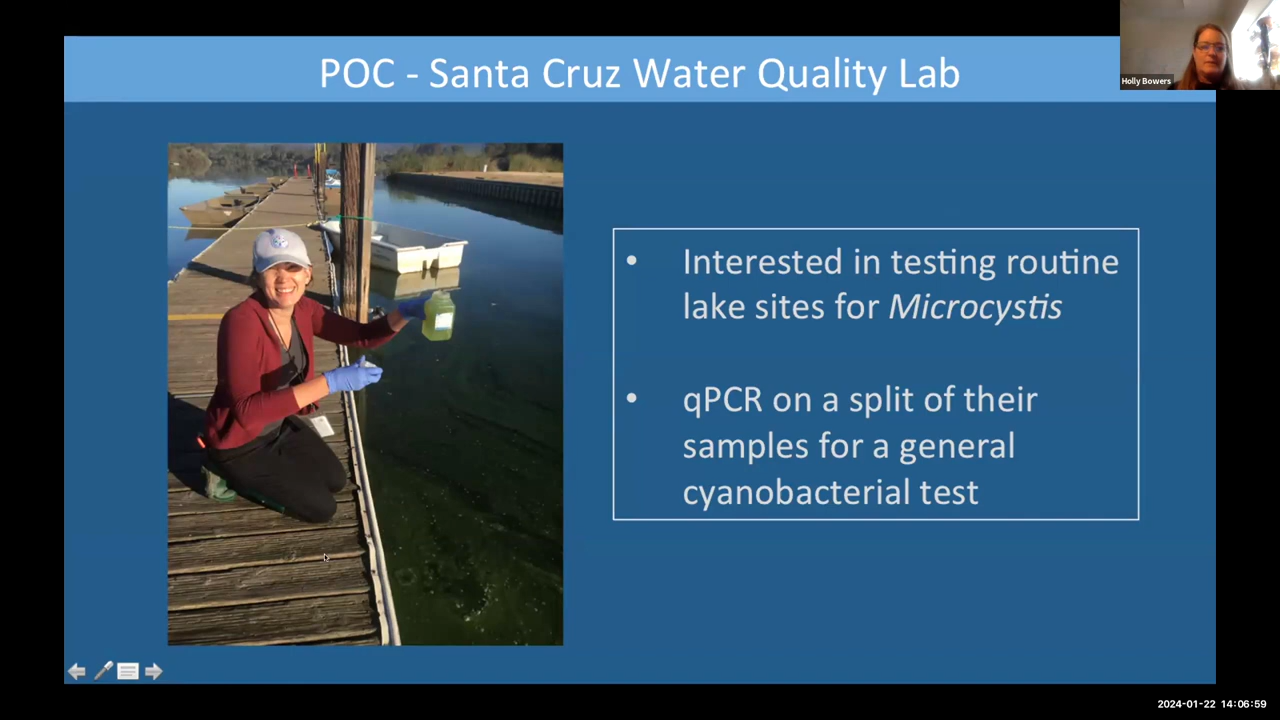 POC - Santa Cruz Water Quality Lab
Holly Bowers
• Interested in testing routine
lake sites for Microcystis
• qPCR on a split of their
samples for a general
cyanobacterial test
2024-01-22 14:06:59